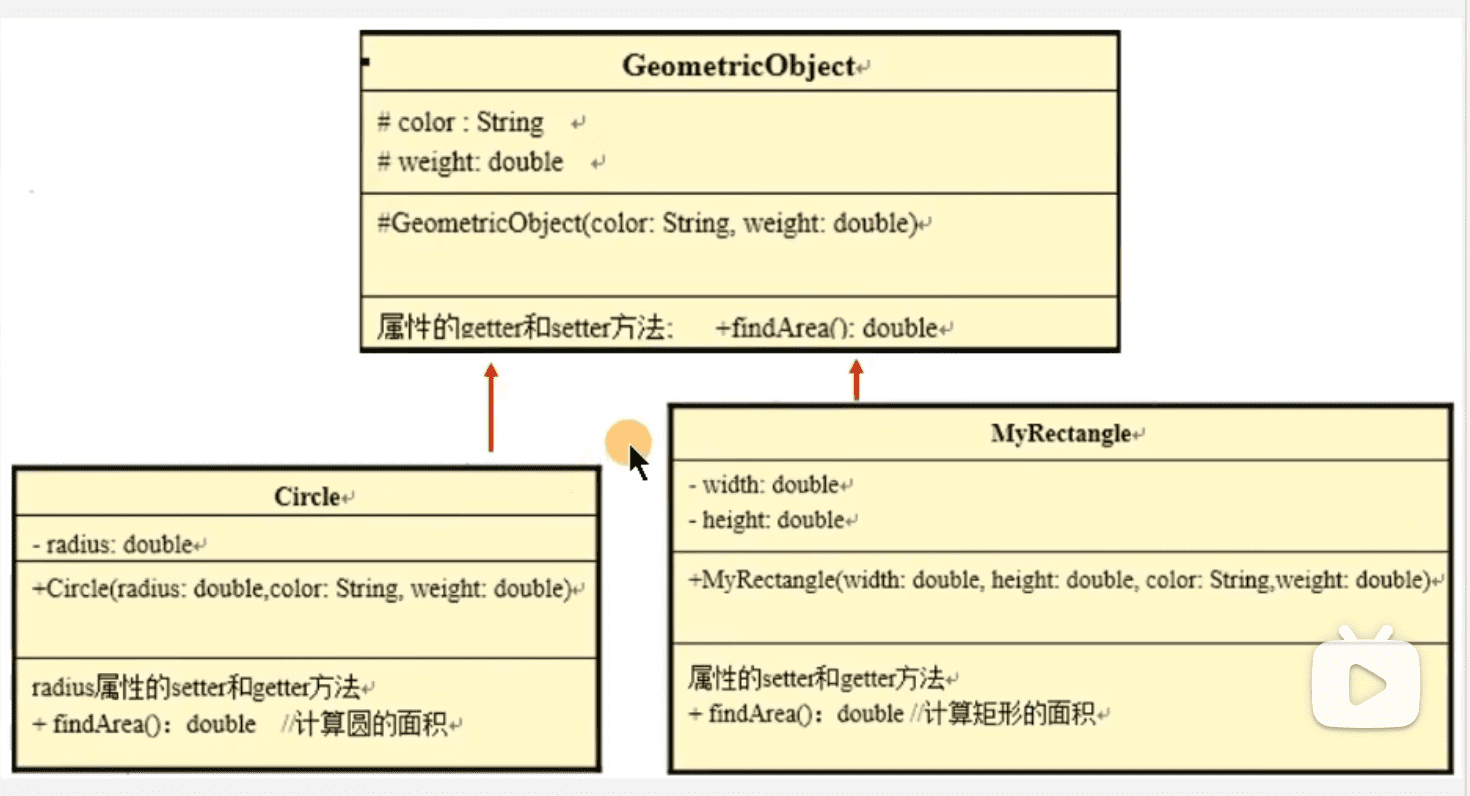 GeometricObject
# color : String
# weight: double
#GeometricObject(color: String, weight: double)
属性的getter和setter方法; +findArea(): double
Circle
- radius: double
+Circle(radius: double,color: String, weight: double)
radius属性的setter和getter方法
+ findArea()：double //计算圆的面积
MyRectangle
- width: double
- height: double
+MyRectangle(width: double, height: double, color: String,weight: double)
属性的setter和getter方法
+ findArea()：double //计算矩形的面积